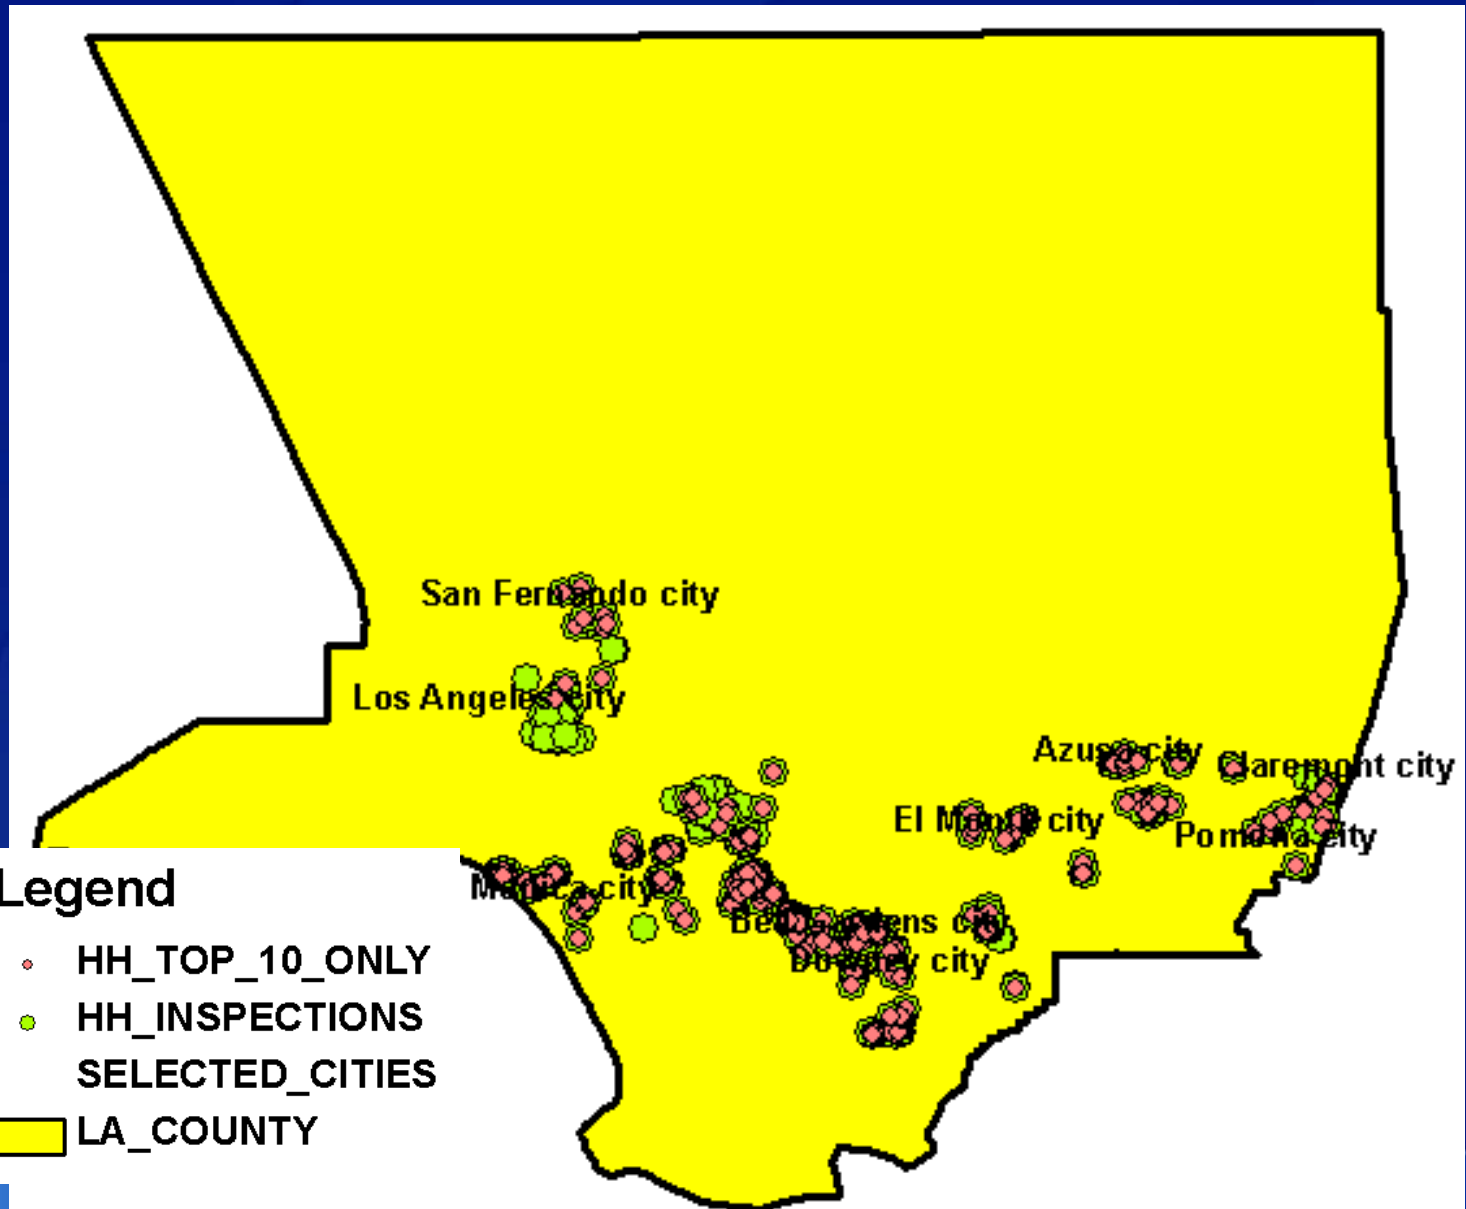 San Fernando city
Los Angeles city
Azusa city
Claremont city
El Monte city
Pomona city
Monica city
Bell Gardens city
Downey city
Legend
HH_TOP_10_ONLY
HH_INSPECTIONS
SELECTED_CITIES
LA_COUNTY